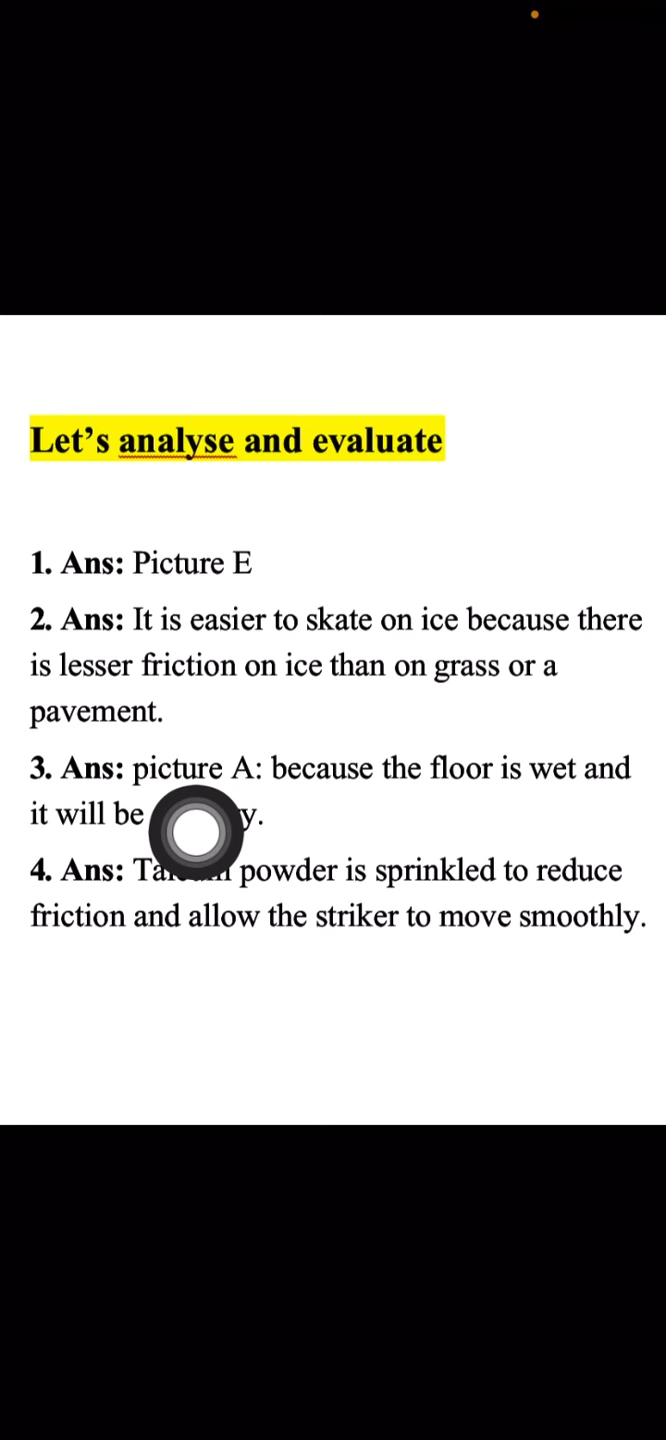 Let's analyse and evaluate
1. Ans: Picture E
2. Ans: It is easier to skate on ice because there
is lesser friction on ice than on grass or a
pavement.
3. Ans: picture A: because the floor is wet and
it will be
4. Ans: powder is sprinkled to reduce
friction and allow the striker to move smoothly.